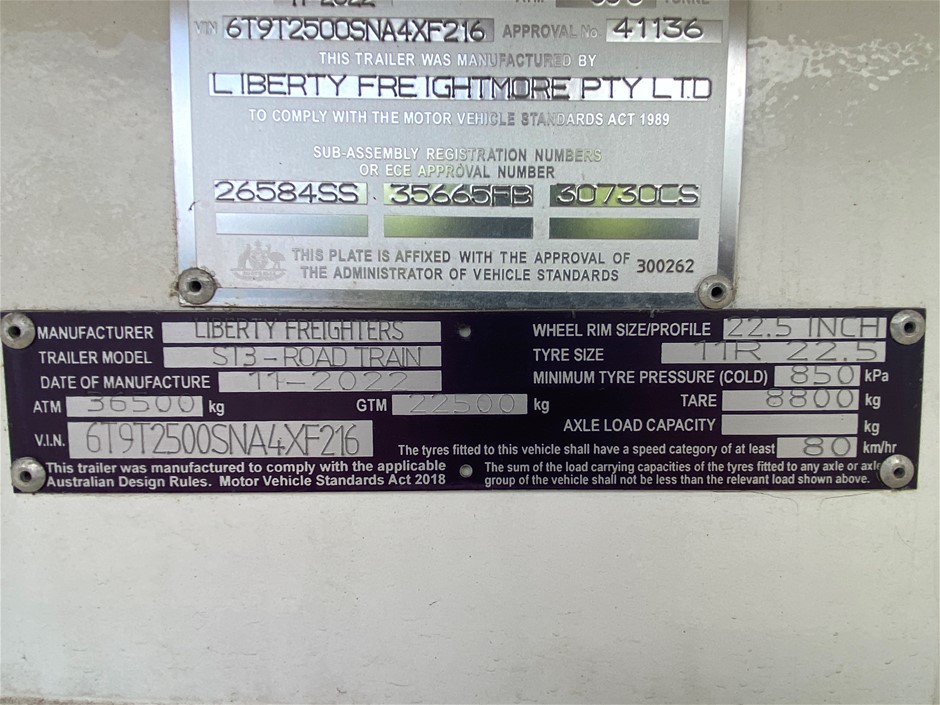 11-2022 ATM TONNE
VIN 6T9T2500SNA4XF216 APPROVAL No 41136
THIS TRAILER WAS MANUFACTURED BY
LIBERTY FREIGHTMORE PTY LTD
TO COMPLY WITH THE MOTOR VEHICLE STANDARDS ACT 1989
SUB-ASSEMBLY REGISTRATION NUMBERS
OR ECE APPROVAL NUMBER
26584SS 35665FB 30730CS
THIS PLATE IS AFFIXED WITH THE APPROVAL OF
THE ADMINISTRATOR OF VEHICLE STANDARDS 300262
MANUFACTURER LIBERTY FREIGHTERS WHEEL RIM SIZE/PROFILE 22.5 INCH
TRAILER MODEL ST3-ROAD TRAIN TYRE SIZE 11R 22.5
DATE OF MANUFACTURE 11-2022 MINIMUM TYRE PRESSURE (COLD) 850 kPa
ATM 36500 kg GTM 22500 kg TARE 8800 kg
AXLE LOAD CAPACITY kg
V.I.N. 6T9T2500SNA4XF216 The tyres fitted to this vehicle shall have a speed category of at least 80 km/hr
This trailer was manufactured to comply with the applicable The sum of the load carrying capacities of the tyres fitted to any axle or axle
Australian Design Rules. Motor Vehicle Standards Act 2018 group of the vehicle shall not be less than the relevant load shown above.